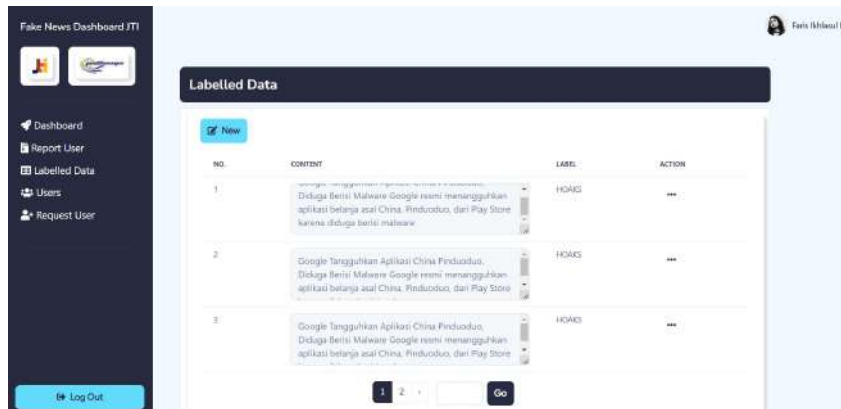 Fake News Dashboard JTI
Faris Ikhlasul
Labelled Data
Dashboard
Report User
Labelled Data
Users
Request User
New
NO. CONTENT LABEL ACTION
1 HOAKS
Diduga Berisi Malware Google resmi menangguhkan
aplikasi belanja asal China, Pinduoduo, dari Play Store
karena diduga berisi malware
2 Google Tangguhkan Aplikasi China Pinduoduo, HOAKS
Diduga Berisi Malware Google resmi menangguhkan
aplikasi belanja asal China, Pinduoduo, dari Play Store
3 Google Tangguhkan Aplikasi China Pinduoduo, HOAKS
Diduga Berisi Malware Google resmi menangguhkan
aplikasi belanja asal China, Pinduoduo, dari Play Store
1 2 › Go
Log Out